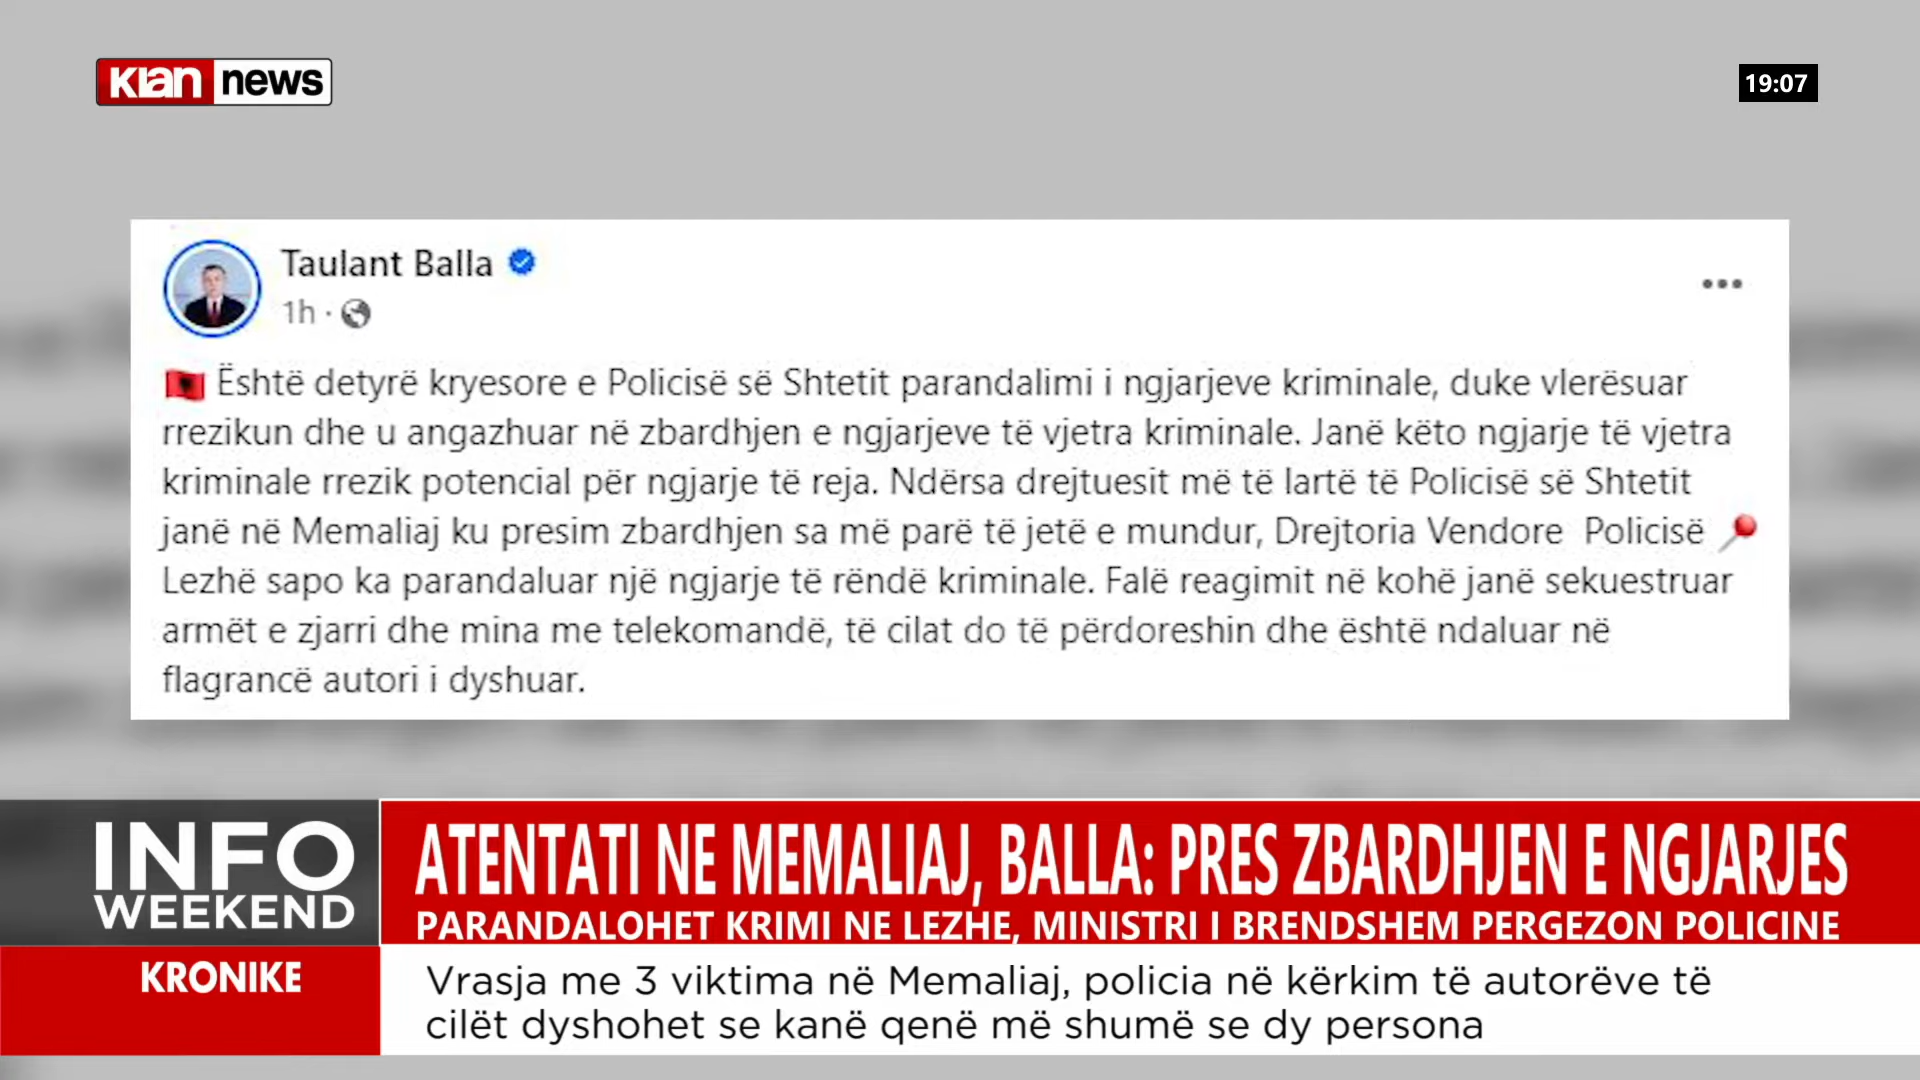 Klan news
19:07
Taulant Balla
1h
Është detyrë kryesore e Policisë së Shtetit parandalimi i ngjarjeve kriminale, duke vlerësuar
rrezikun dhe u angazhuar në zbardhjen e ngjarjeve të vjetra kriminale. Janë këto ngjarje të vjetra
kriminale rrezik potencial për ngjarje të reja. Ndërsa drejtuesit më të lartë të Policisë së Shtetit
janë në Memaliaj ku presim zbardhjen sa më parë të jetë e mundur, Drejtoria Vendore Policisë
Lezhë sapo ka parandaluar një ngjarje të rëndë kriminale. Falë reagimit në kohë janë sekuestruar
armët e zjarri dhe mina me telekomandë, të cilat do të përdoreshin dhe është ndaluar në
flagrancë autori i dyshuar.
INFO
WEEKEND
ATENTATI NE MEMALIAJ, BALLA: PRES ZBARDHJEN E NGJARJES
PARANDALOHET KRIMI NE LEZHE, MINISTRI I BRENDSHEM PERGEZON POLICINE
KRONIKE
Vrasja me 3 viktima në Memaliaj, policia në kërkim të autorëve të
cilët dyshohet se kanë qenë më shumë se dy persona